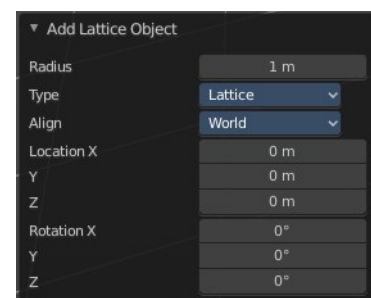 Add Lattice Object
Radius 1 m
Type Lattice
Align World
Location X 0 m
Y 0 m
Z 0 m
Rotation X 0°
Y 0°
Z 0°